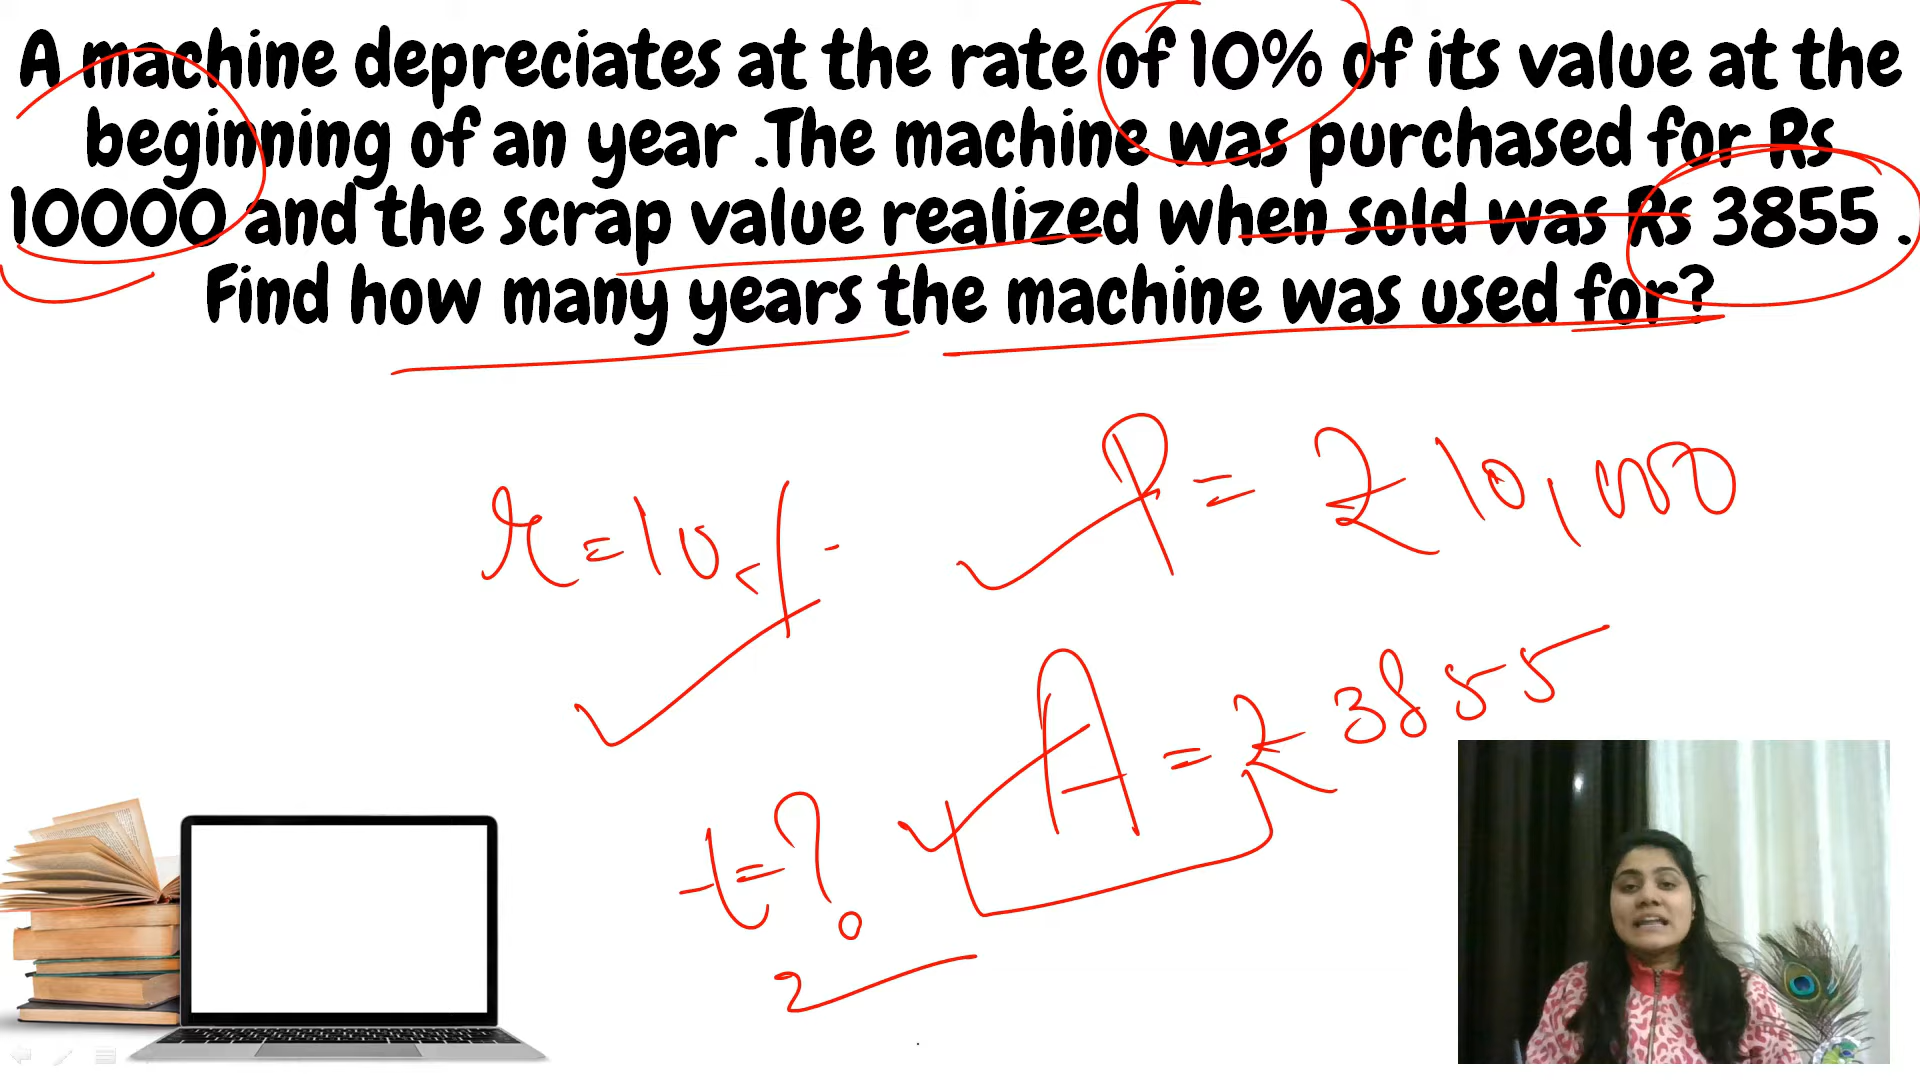 A machine depreciates at the rate of 10% of its value at the
beginning of an year .The machine was purchased for Rs
10000 and the scrap value realized when sold was Rs 3855 .
Find how many years the machine was used for?
r=10% P= ₹10,000
A=₹3855
t=?